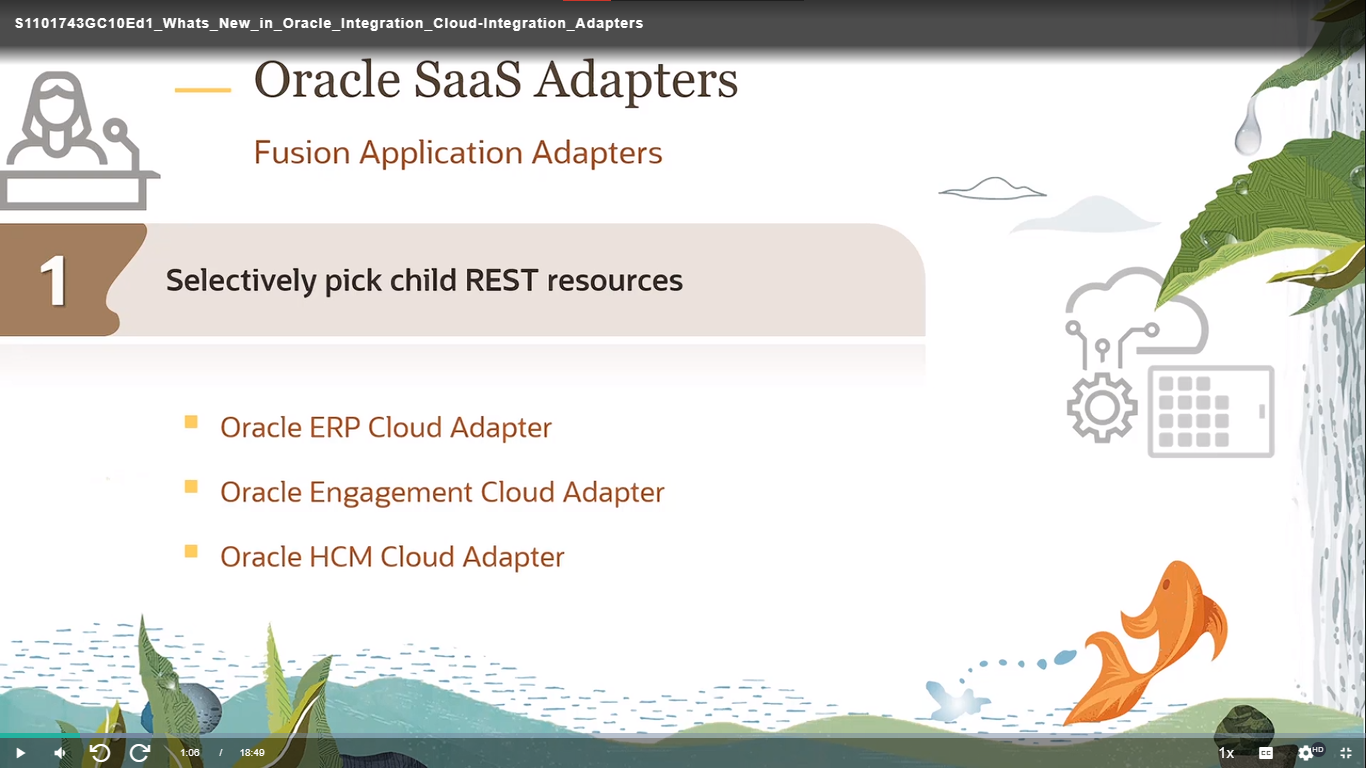 S1101743GC10Ed1_Whats_New_in_Oracle_Integration_Cloud-Integration_Adapters
Oracle SaaS Adapters
Fusion Application Adapters
1
Selectively pick child REST resources
Oracle ERP Cloud Adapter
Oracle Engagement Cloud Adapter
Oracle HCM Cloud Adapter
1:06 / 18:49 1x CC HD